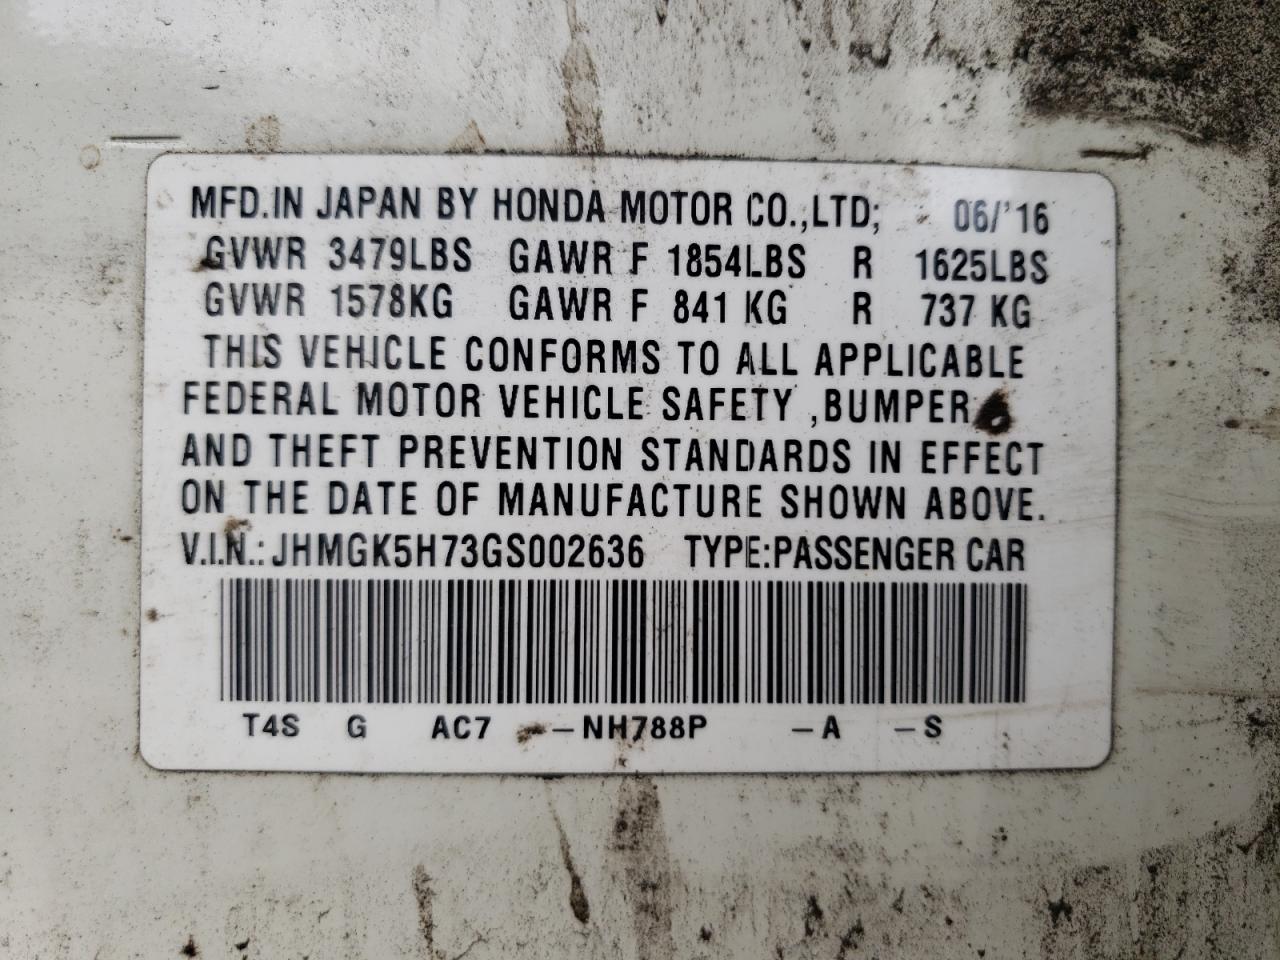 MFD.IN JAPAN BY HONDA MOTOR CO.,LTD; 06/'16
GVWR 3479LBS GAWR F 1854LBS R 1625LBS
GVWR 1578KG GAWR F 841 KG R 737 KG
THIS VEHICLE CONFORMS TO ALL APPLICABLE
FEDERAL MOTOR VEHICLE SAFETY ,BUMPER
AND THEFT PREVENTION STANDARDS IN EFFECT
ON THE DATE OF MANUFACTURE SHOWN ABOVE.
V.I.N.: JHMGK5H73GS002636 TYPE:PASSENGER CAR
T4S G AC7 –NH788P –A –S